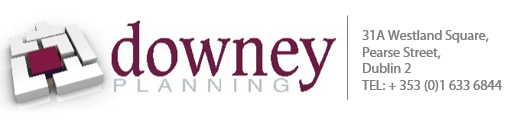 downey
PLANNING
31A Westland Square,
Pearse Street,
Dublin 2
TEL: + 353 (0)1 633 6844